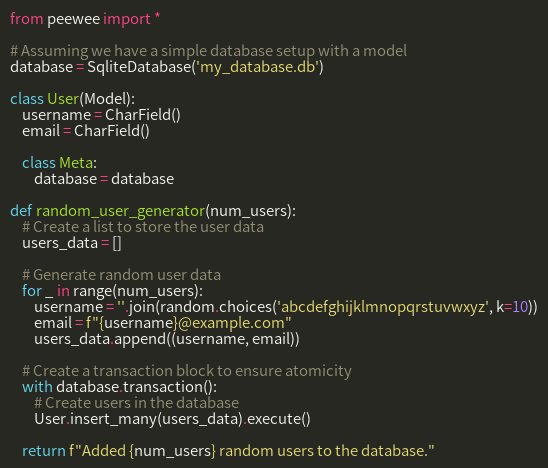 from peewee import *

# Assuming we have a simple database setup with a model
database = SqliteDatabase('my_database.db')

class User(Model):
    username = CharField()
    email = CharField()

    class Meta:
        database = database

def random_user_generator(num_users):
    # Create a list to store the user data
    users_data = []

    # Generate random user data
    for _ in range(num_users):
        username = ''.join(random.choices('abcdefghijklmnopqrstuvwxyz', k=10))
        email = f"{username}@example.com"
        users_data.append((username, email))

    # Create a transaction block to ensure atomicity
    with database.transaction():
        # Create users in the database
        User.insert_many(users_data).execute()

    return f"Added {num_users} random users to the database."